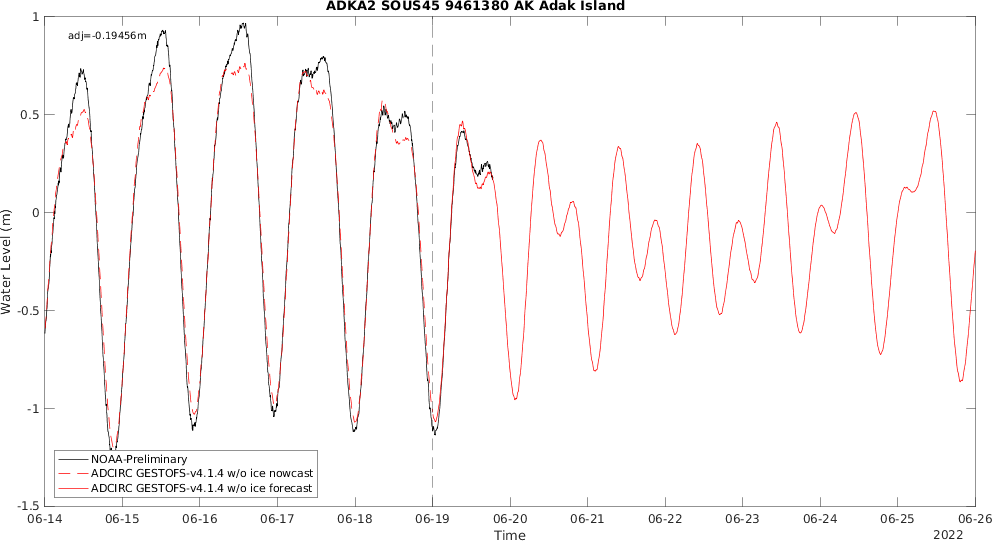 ADKA2 SOUS45 9461380 AK Adak Island
adj=-0.19456m
1
0.5
0
-0.5
-1
-1.5
Water Level (m)
NOAA-Preliminary
ADCIRC GESTOFS-v4.1.4 w/o ice nowcast
ADCIRC GESTOFS-v4.1.4 w/o ice forecast
06-14 06-15 06-16 06-17 06-18 06-19 06-20 06-21 06-22 06-23 06-24 06-25 06-26
Time
2022